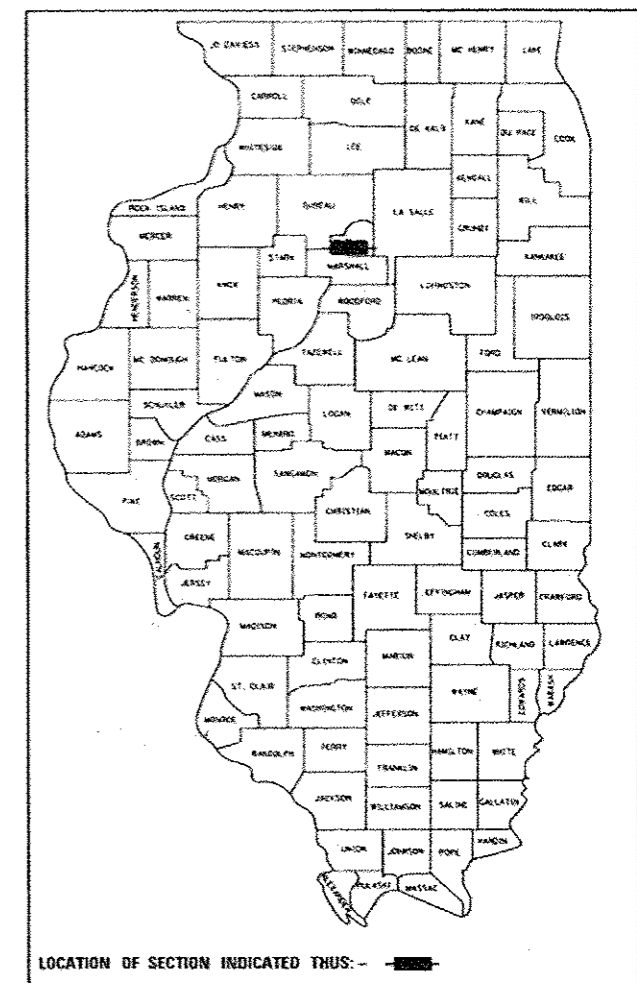 JO DAVIESS STEPHENSON WINNEBAGO BOONE MC HENRY LAKE
CARROLL OGLE DE KALB KANE DU PAGE COOK
WHITESIDE LEE
KENDALL
ROCK ISLAND HENRY BUREAU LA SALLE GRUNDY WILL
MERCER STARK MARSHALL KANKAKEE
HENDERSON WARREN KNOX PEORIA WOODFORD LIVINGSTON IROQUOIS
HANCOCK MC DONOUGH FULTON TAZEWELL MC LEAN FORD
SCHUYLER MASON LOGAN DE WITT CHAMPAIGN VERMILION
ADAMS BROWN CASS MENARD MACON PIATT
PIKE SCOTT MORGAN SANGAMON CHRISTIAN MOULTRIE DOUGLAS EDGAR
COLES
CALHOUN GREENE MACOUPIN MONTGOMERY SHELBY CUMBERLAND CLARK
JERSEY
MADISON BOND FAYETTE EFFINGHAM JASPER CRAWFORD
CLINTON MARION CLAY RICHLAND LAWRENCE
ST. CLAIR WASHINGTON JEFFERSON WAYNE EDWARDS WABASH
MONROE RANDOLPH PERRY HAMILTON WHITE
FRANKLIN
JACKSON WILLIAMSON SALINE GALLATIN
UNION JOHNSON POPE HARDIN
ALEXANDER PULASKI MASSAC
LOCATION OF SECTION INDICATED THUS: -